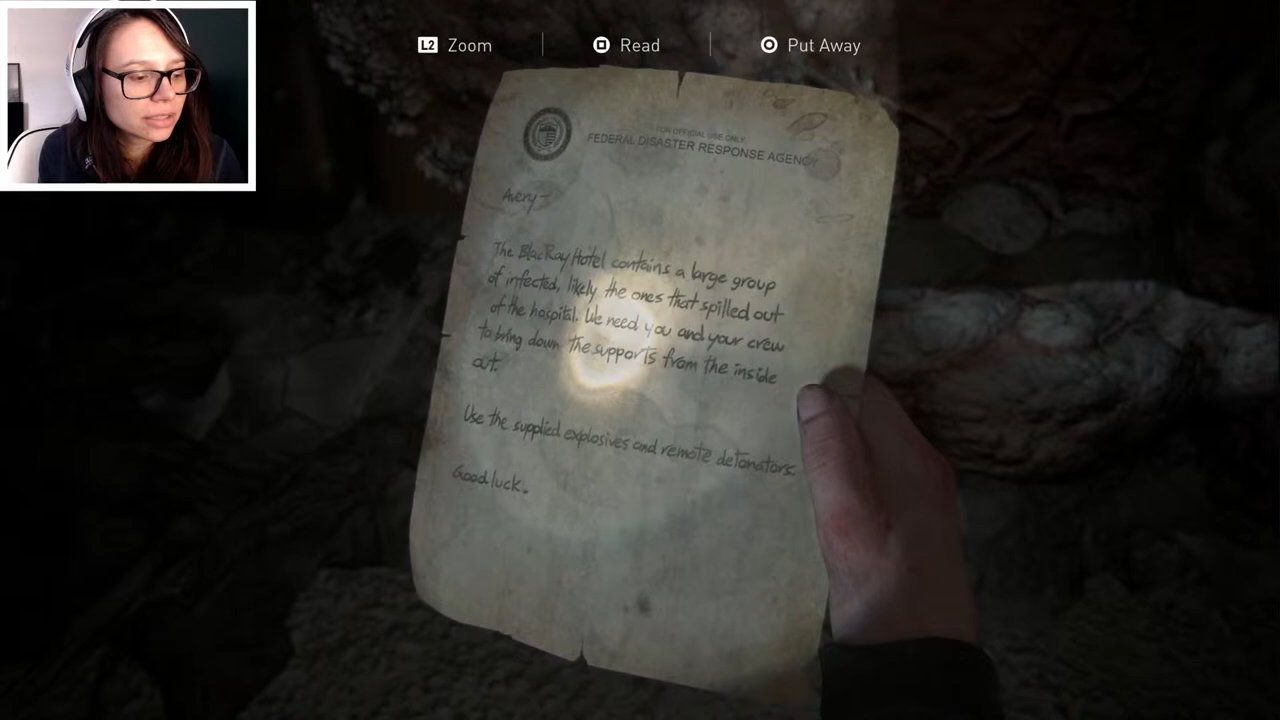 L2 Zoom Read Put Away
FOR OFFICIAL USE ONLY
FEDERAL DISASTER RESPONSE AGENCY
Avery-
The BlacRay Hotel contains a large group
of infected, likely the ones that spilled out
of the hospital. We need you and your crew
to bring down the supports from the inside
out.
Use the supplied explosives and remote detonators.
Good luck.